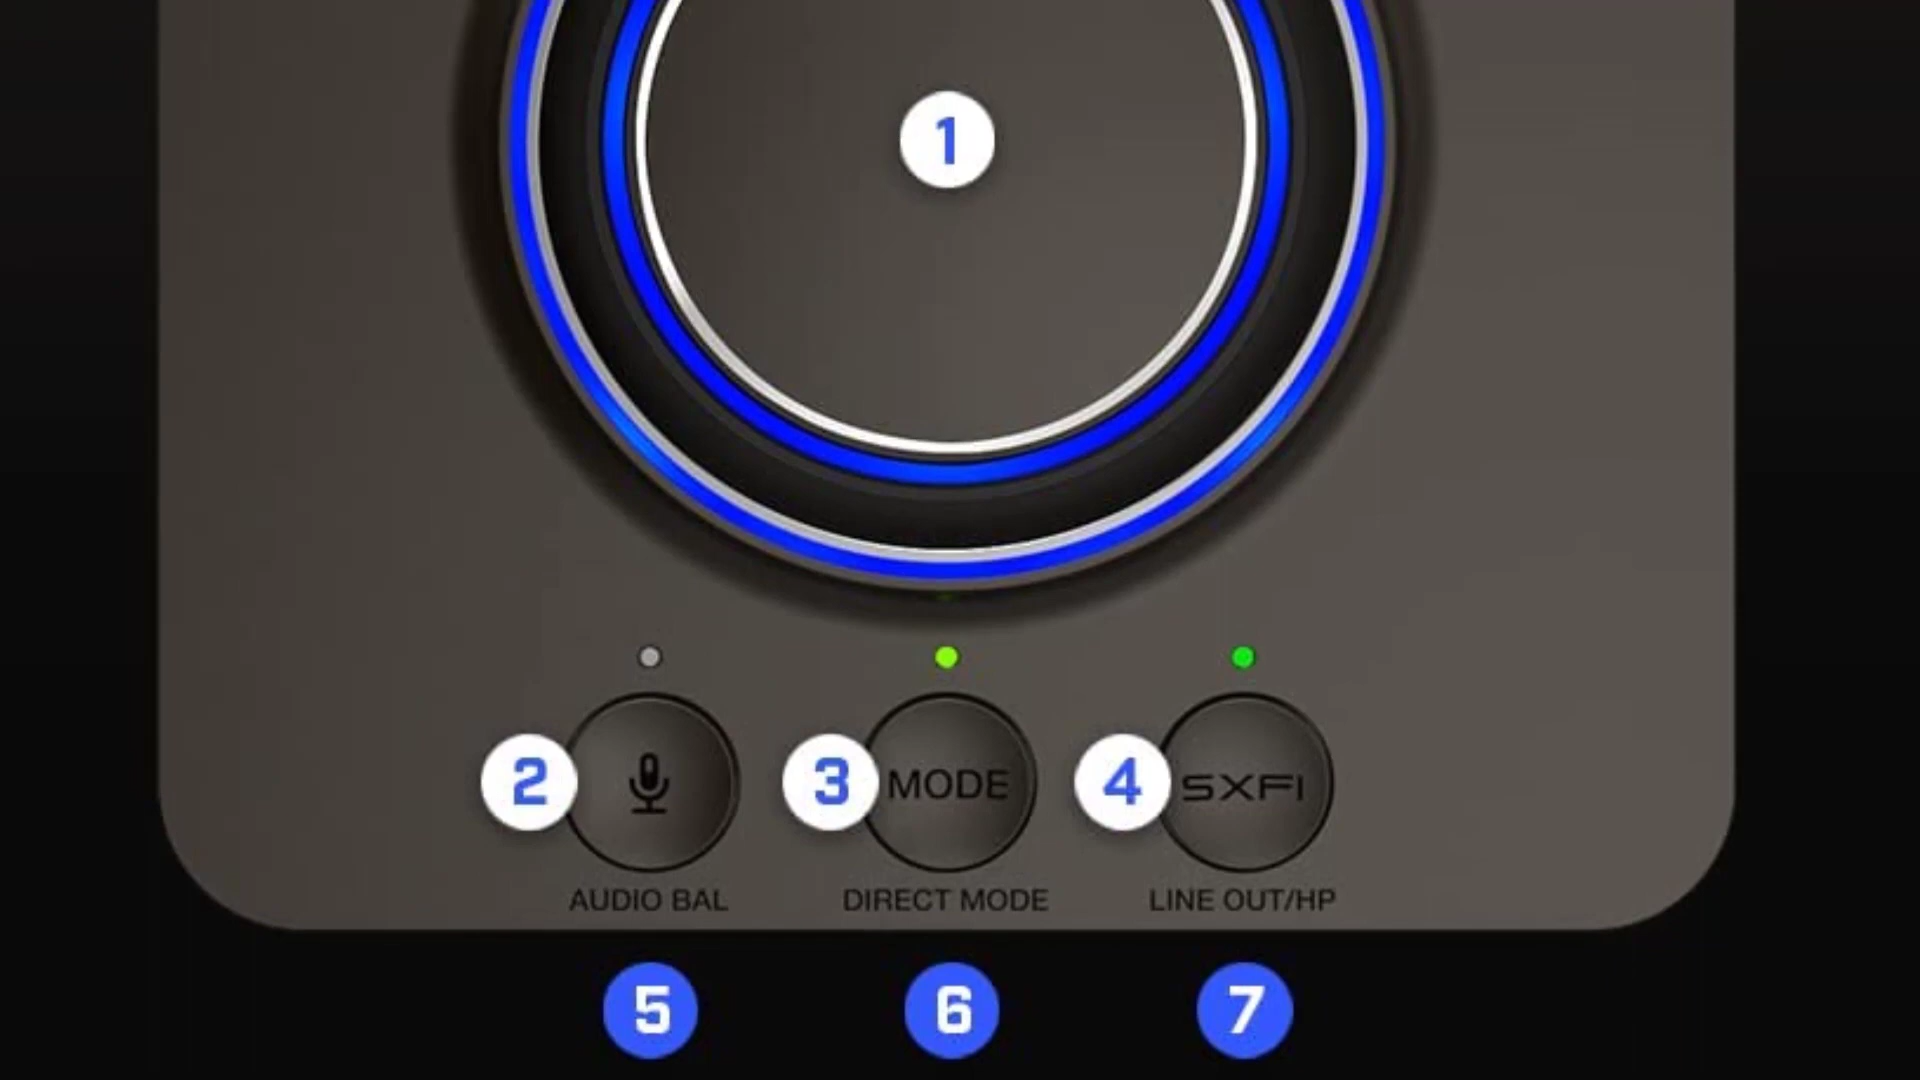 1
2
3 MODE
4 SXFI
AUDIO BAL
DIRECT MODE
LINE OUT/HP
5
6
7